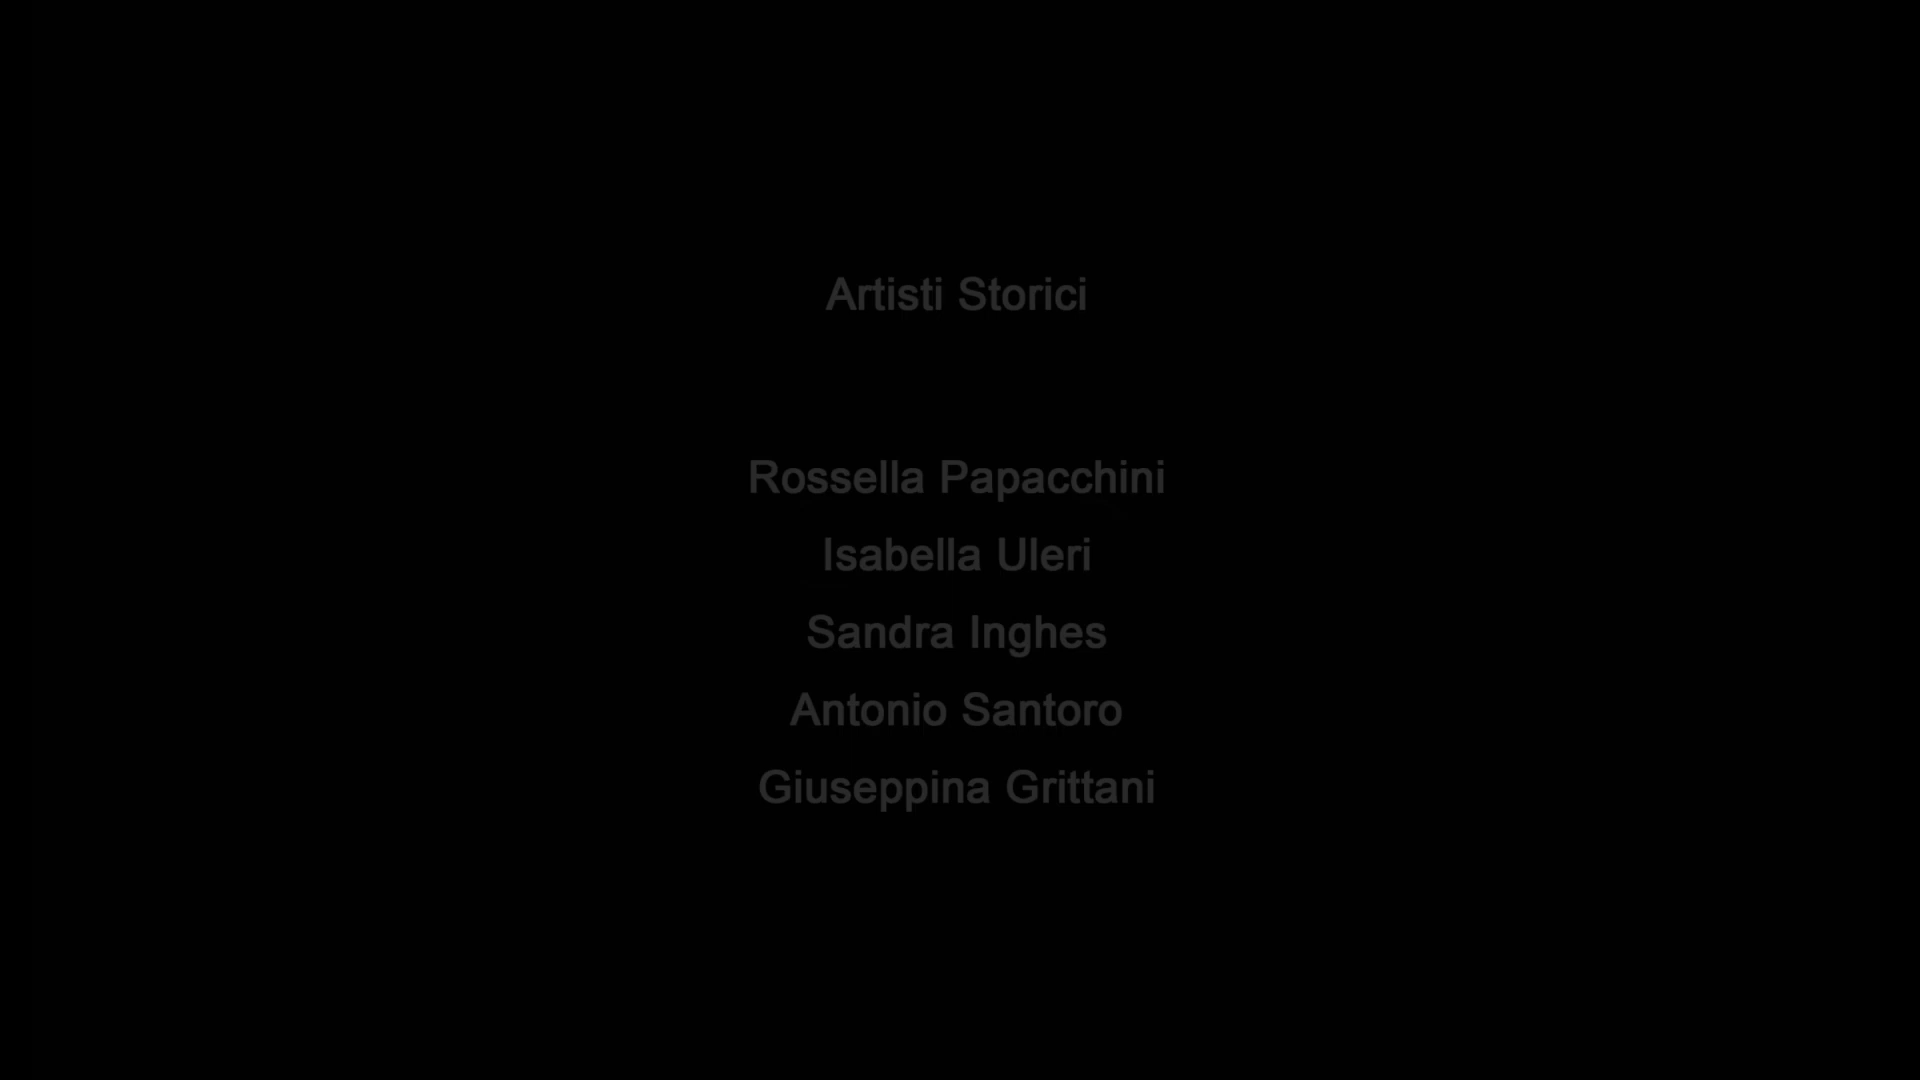 Artisti Storici
Rossella Papacchini
Isabella Uleri
Sandra Inghes
Antonio Santoro
Giuseppina Grittani